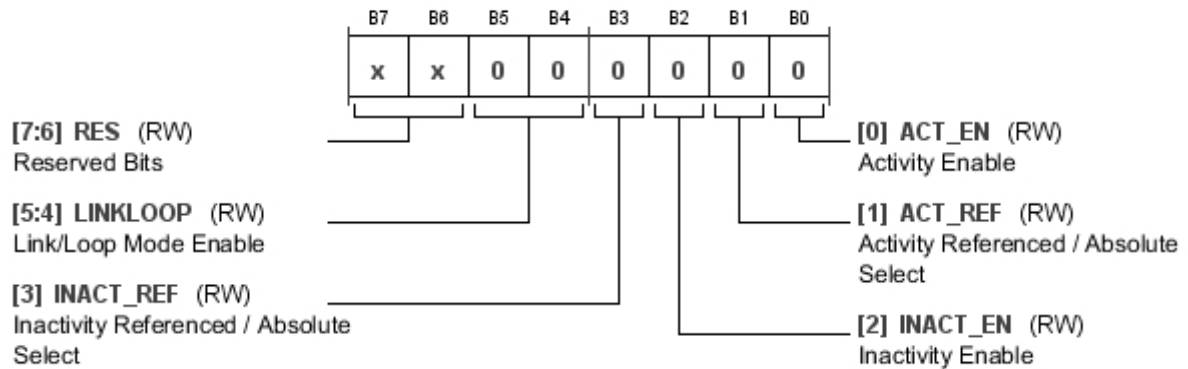 B7 B6 B5 B4 B3 B2 B1 B0
x x 0 0 0 0 0 0
[7:6] RES (RW)
Reserved Bits
[5:4] LINKLOOP (RW)
Link/Loop Mode Enable
[3] INACT_REF (RW)
Inactivity Referenced / Absolute
Select
[0] ACT_EN (RW)
Activity Enable
[1] ACT_REF (RW)
Activity Referenced / Absolute
Select
[2] INACT_EN (RW)
Inactivity Enable